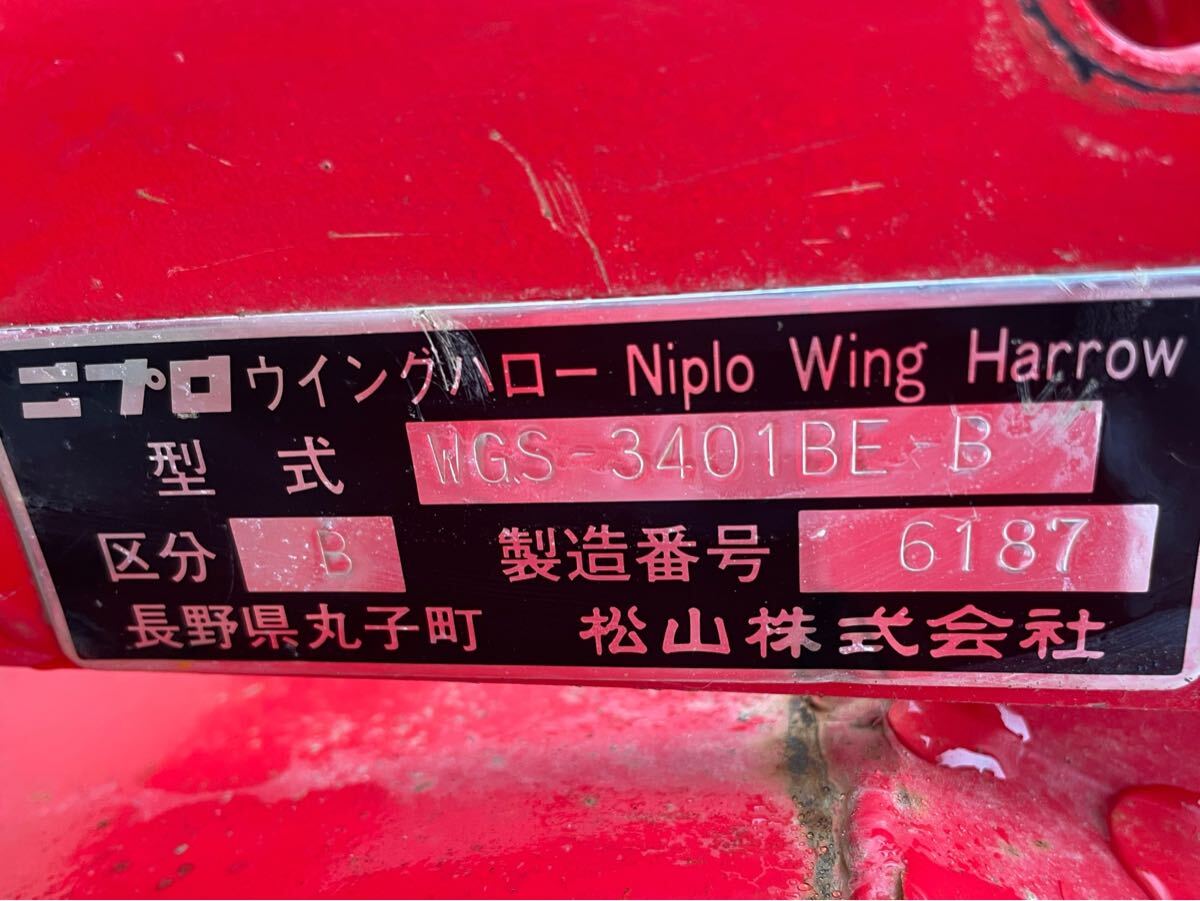 ニプロ ウイングハロー Niplo Wing Harrow
型式 WGS-3401BE-B
区分 B 製造番号 6187
長野県丸子町 松山株式会社